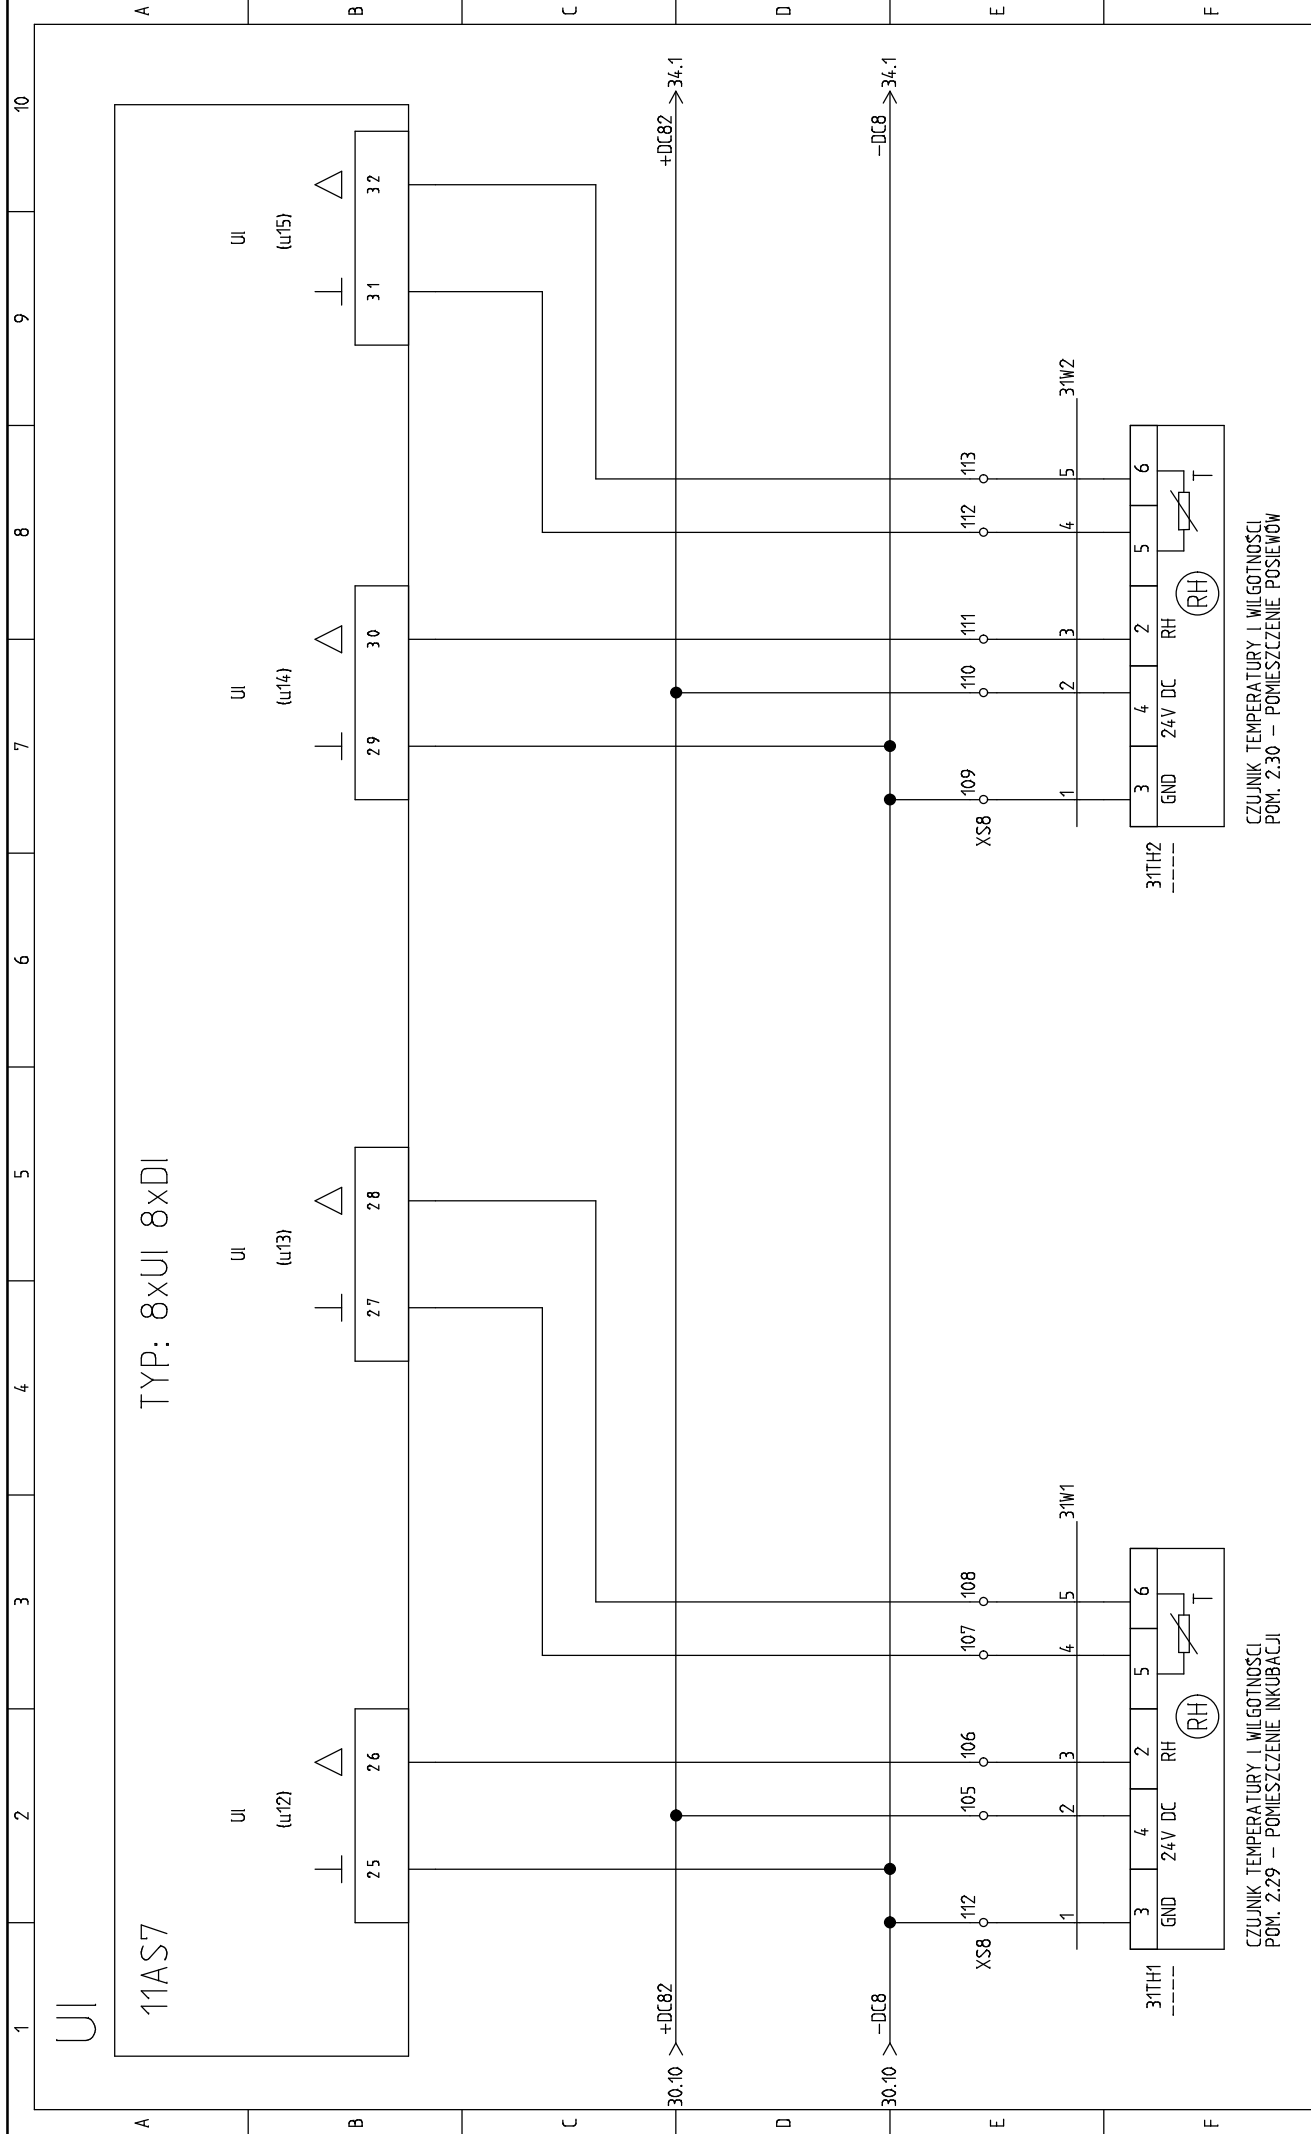 1 2 3 4 5 6 7 8 9 10
A
A
UI
11AS7
TYP: 8xUI 8xDI
B
B
UI UI UI UI
(u12) (u13) (u14) (u15)
25 26 27 28 29 30 31 32
C
C
30.10 +DC82 +DC82 34.1
D
D
30.10 -DC8 -DC8 34.1
E
E
112 105 106 107 108 109 110 111 112 113
XS8 XS8
1 2 3 4 5 31W1 1 2 3 4 5 31W2
F
F
31TH1 3 4 2 5 6 31TH2 3 4 2 5 6
---- GND 24V DC RH ---- GND 24V DC RH
RH T RH T
CZUJNIK TEMPERATURY I WILGOTNOŚCI
POM. 2.29 - POMIESZCZENIE INKUBACJI
CZUJNIK TEMPERATURY I WILGOTNOŚCI
POM. 2.30 - POMIESZCZENIE POSIEWÓW